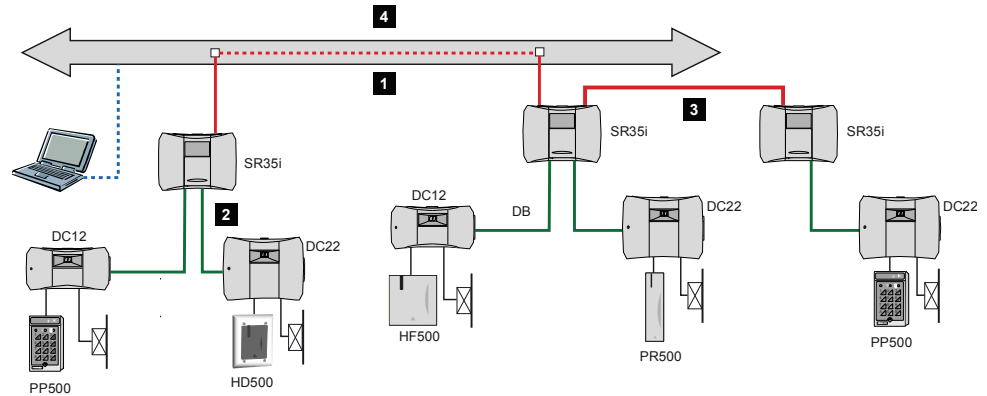 4
1
3
SR35i
SR35i
SR35i
2
DC12
DB
DC22
DC22
DC12
DC22
HF500
PR500
PP500
PP500
HD500